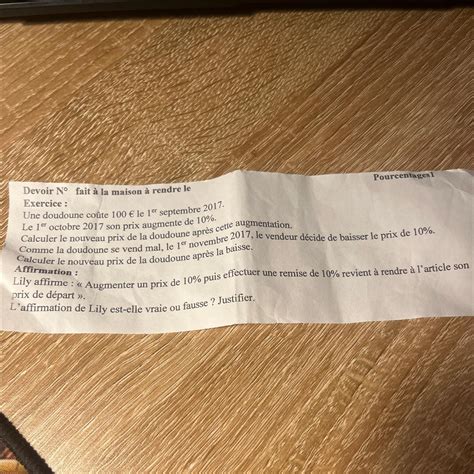 Pourcentages1
Devoir N° fait à la maison à rendre le
Exercice :
Une doudoune coûte 100 € le 1er septembre 2017.
Le 1er octobre 2017 son prix augmente de 10%.
Calculer le nouveau prix de la doudoune après cette augmentation.
Comme la doudoune se vend mal, le 1er novembre 2017, le vendeur décide de baisser le prix de 10%.
Calculer le nouveau prix de la doudoune après la baisse.
Affirmation :
Lily affirme : « Augmenter un prix de 10% puis effectuer une remise de 10% revient à rendre à l'article son
prix de départ ».
L'affirmation de Lily est-elle vraie ou fausse ? Justifier.